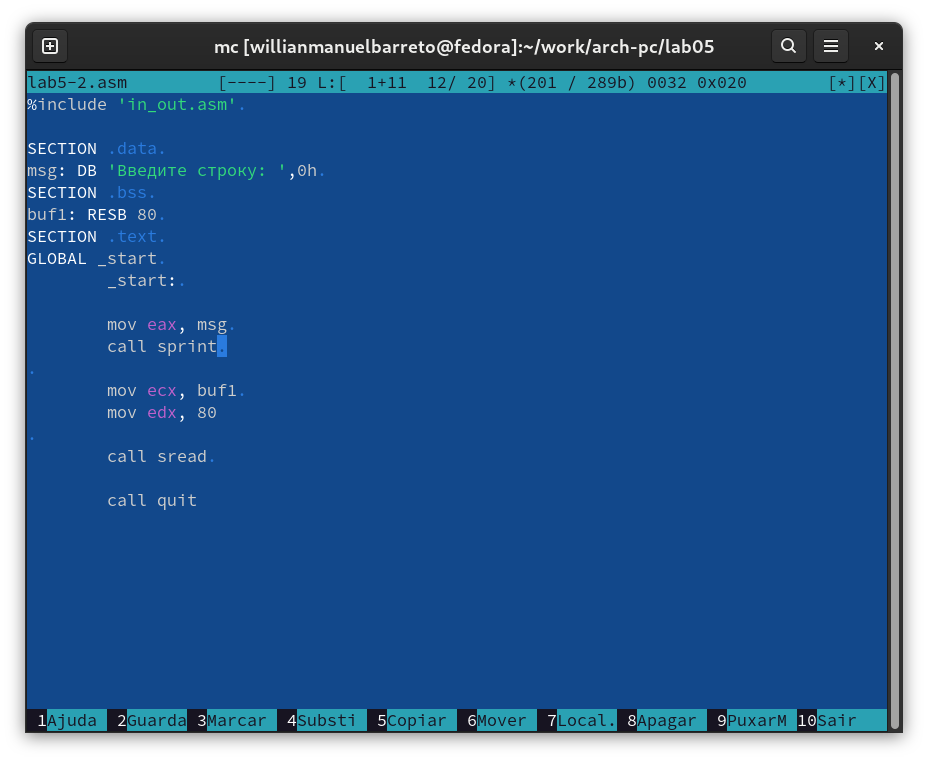 mc [willianmanuelbarreto@fedora]:~/work/arch-pc/lab05
lab5-2.asm [----] 19 L:[ 1+11 12/ 20] *(201 / 289b) 0032 0x020 [*][X]
%include 'in_out.asm'.
SECTION .data.
msg: DB 'Введите строку: ',0h.
SECTION .bss.
buf1: RESB 80.
SECTION .text.
GLOBAL _start.
_start:.
mov eax, msg.
call sprint.
.
mov ecx, buf1.
mov edx, 80
.
call sread.
call quit
1Ajuda 2Guarda 3Marcar 4Substi 5Copiar 6Mover 7Local. 8Apagar 9PuxarM 10Sair